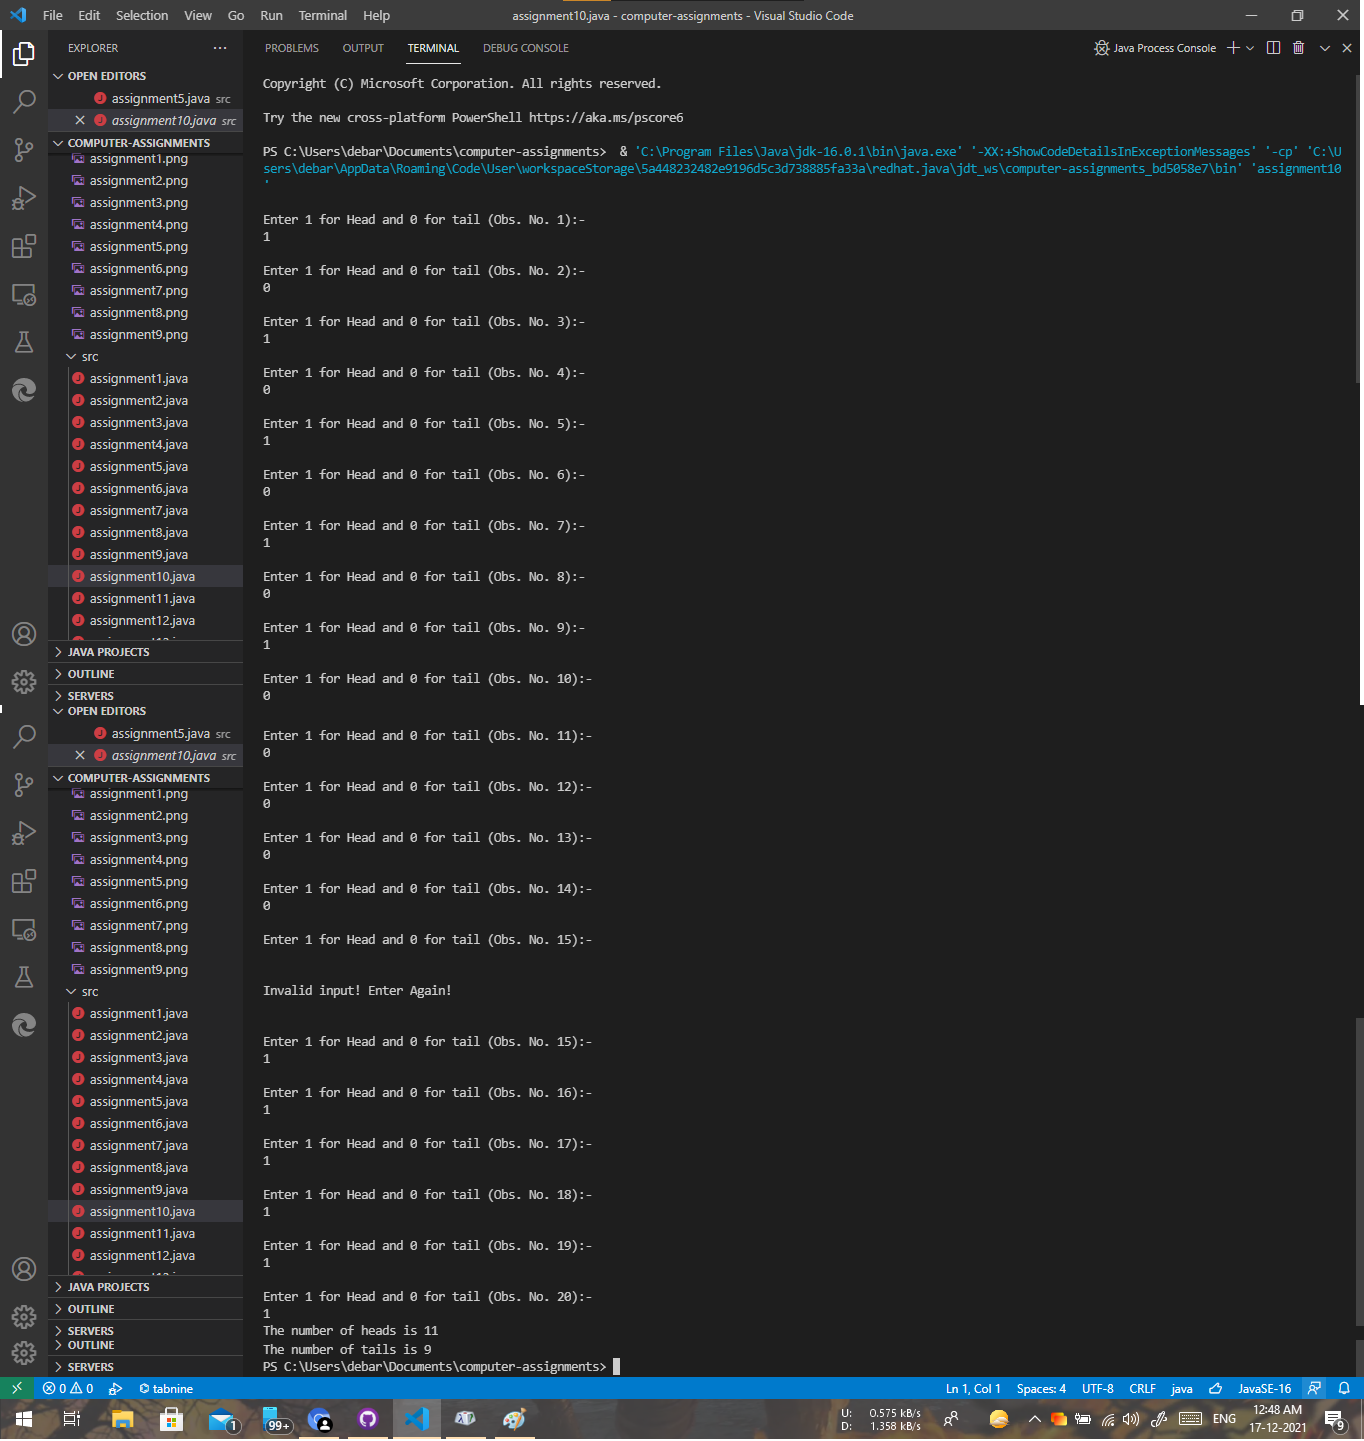 File Edit Selection View Go Run Terminal Help
assignment10.java - computer-assignments - Visual Studio Code
EXPLORER
OPEN EDITORS
assignment5.java src
assignment10.java src
COMPUTER-ASSIGNMENTS
assignment1.png
assignment2.png
assignment3.png
assignment4.png
assignment5.png
assignment6.png
assignment7.png
assignment8.png
assignment9.png
src
assignment1.java
assignment2.java
assignment3.java
assignment4.java
assignment5.java
assignment6.java
assignment7.java
assignment8.java
assignment9.java
assignment10.java
assignment11.java
assignment12.java
JAVA PROJECTS
OUTLINE
SERVERS
OPEN EDITORS
assignment5.java src
assignment10.java src
COMPUTER-ASSIGNMENTS
assignment1.png
assignment2.png
assignment3.png
assignment4.png
assignment5.png
assignment6.png
assignment7.png
assignment8.png
assignment9.png
src
assignment1.java
assignment2.java
assignment3.java
assignment4.java
assignment5.java
assignment6.java
assignment7.java
assignment8.java
assignment9.java
assignment10.java
assignment11.java
assignment12.java
JAVA PROJECTS
OUTLINE
SERVERS
OUTLINE
SERVERS
PROBLEMS OUTPUT TERMINAL DEBUG CONSOLE
Java Process Console
Copyright (C) Microsoft Corporation. All rights reserved.
Try the new cross-platform PowerShell https://aka.ms/pscore6
PS C:\Users\debar\Documents\computer-assignments>  & 'C:\Program Files\Java\jdk-16.0.1\bin\java.exe' '-XX:+ShowCodeDetailsInExceptionMessages' '-cp' 'C:\U
sers\debar\AppData\Roaming\Code\User\workspaceStorage\5a448232482e9196d5c3d738885fa33a\redhat.java\jdt_ws\computer-assignments_bd5058e7\bin' 'assignment10
'
Enter 1 for Head and 0 for tail (Obs. No. 1):-
1
Enter 1 for Head and 0 for tail (Obs. No. 2):-
0
Enter 1 for Head and 0 for tail (Obs. No. 3):-
1
Enter 1 for Head and 0 for tail (Obs. No. 4):-
0
Enter 1 for Head and 0 for tail (Obs. No. 5):-
1
Enter 1 for Head and 0 for tail (Obs. No. 6):-
0
Enter 1 for Head and 0 for tail (Obs. No. 7):-
1
Enter 1 for Head and 0 for tail (Obs. No. 8):-
0
Enter 1 for Head and 0 for tail (Obs. No. 9):-
1
Enter 1 for Head and 0 for tail (Obs. No. 10):-
0
Enter 1 for Head and 0 for tail (Obs. No. 11):-
0
Enter 1 for Head and 0 for tail (Obs. No. 12):-
0
Enter 1 for Head and 0 for tail (Obs. No. 13):-
0
Enter 1 for Head and 0 for tail (Obs. No. 14):-
0
Enter 1 for Head and 0 for tail (Obs. No. 15):-
Invalid input! Enter Again!
Enter 1 for Head and 0 for tail (Obs. No. 15):-
1
Enter 1 for Head and 0 for tail (Obs. No. 16):-
1
Enter 1 for Head and 0 for tail (Obs. No. 17):-
1
Enter 1 for Head and 0 for tail (Obs. No. 18):-
1
Enter 1 for Head and 0 for tail (Obs. No. 19):-
1
Enter 1 for Head and 0 for tail (Obs. No. 20):-
1
The number of heads is 11
The number of tails is 9
PS C:\Users\debar\Documents\computer-assignments>
0 0 tabnine Ln 1, Col 1 Spaces: 4 UTF-8 CRLF java JavaSE-16
1 99+ U: 0.575 kB/s ENG 12:48 AM
D: 1.358 kB/s 17-12-2021 9